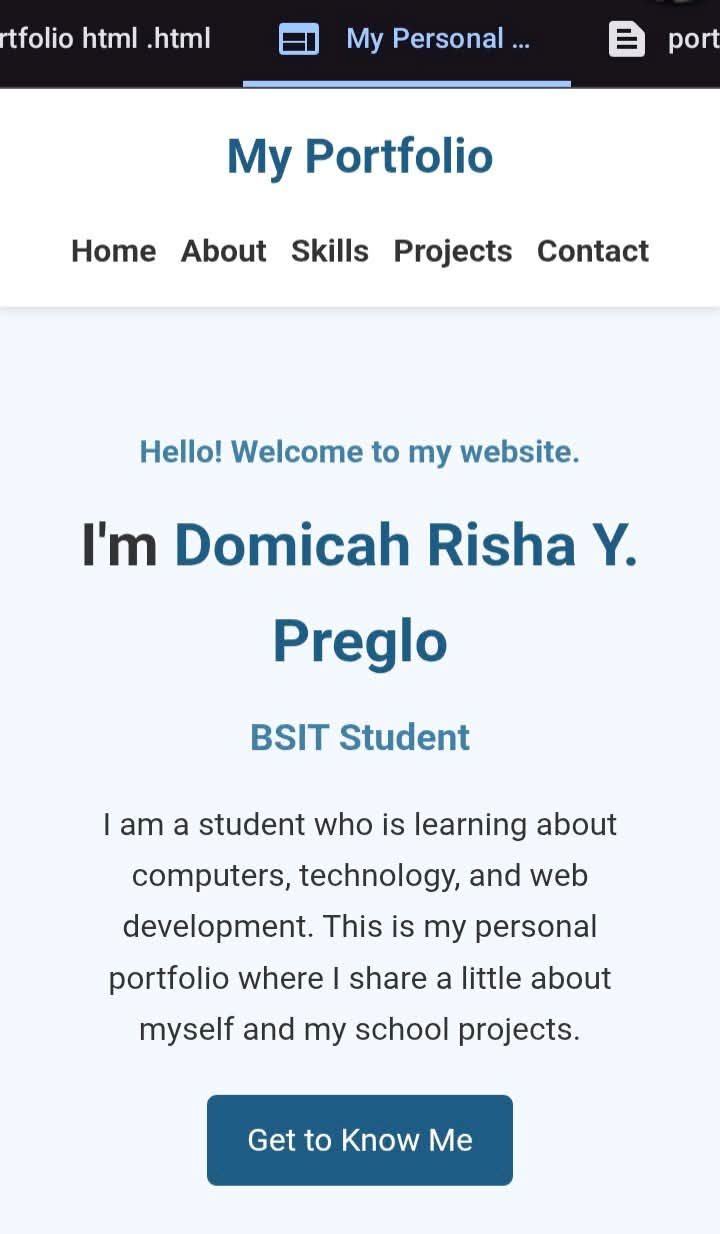 rtfolio html .html My Personal ... port
My Portfolio
Home About Skills Projects Contact
Hello! Welcome to my website.
I'm Domicah Risha Y.
Preglo
BSIT Student
I am a student who is learning about
computers, technology, and web
development. This is my personal
portfolio where I share a little about
myself and my school projects.
Get to Know Me